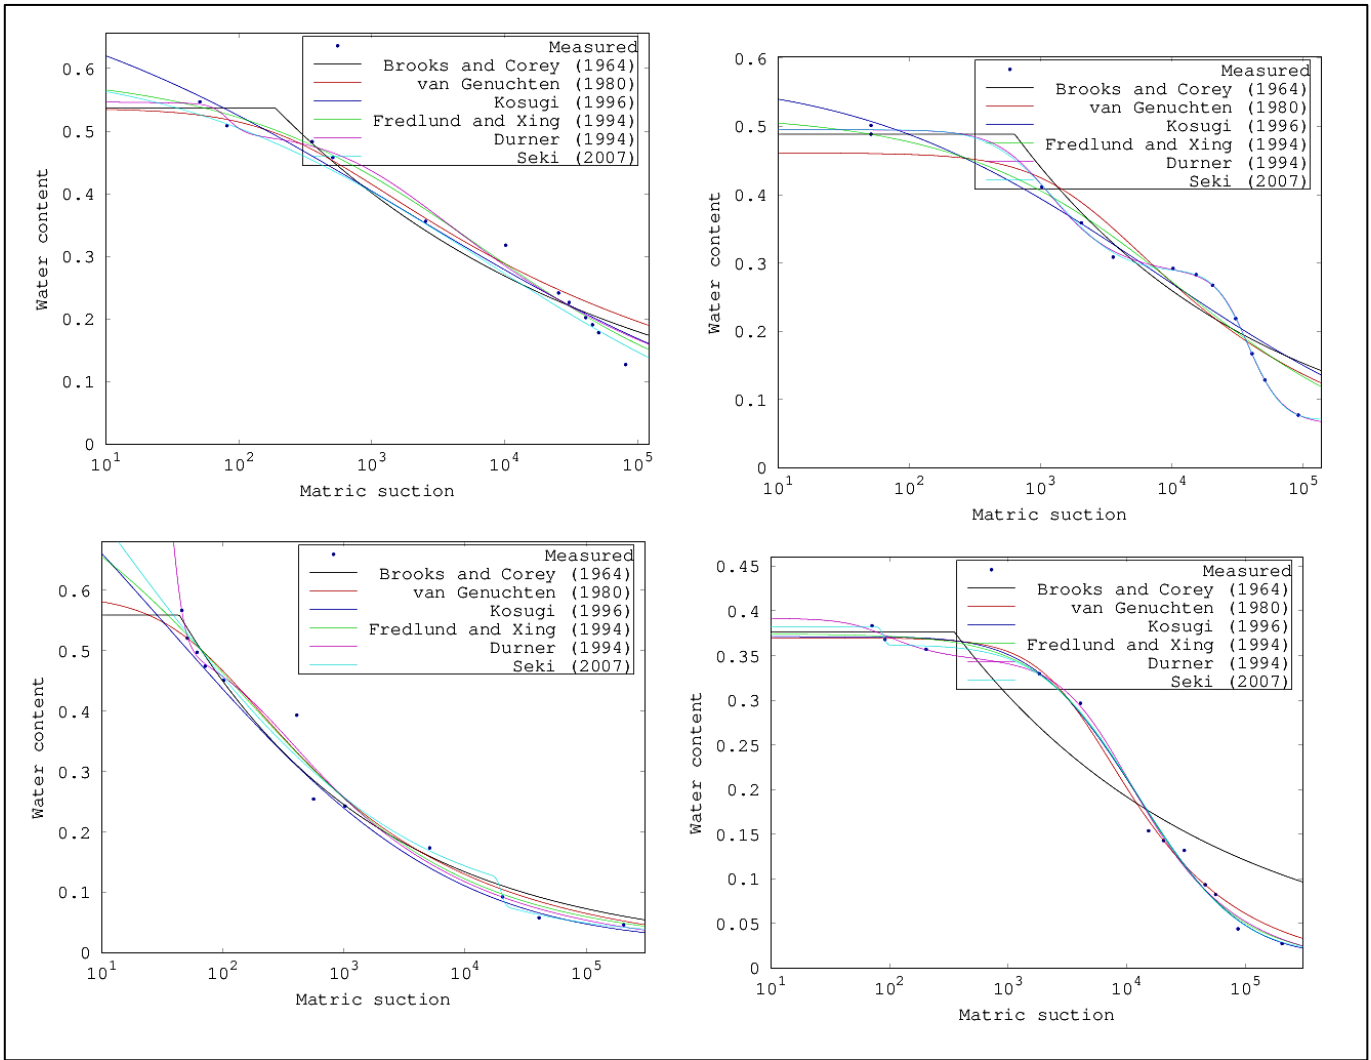 Measured
Brooks and Corey (1964)
van Genuchten (1980)
Kosugi (1996)
Fredlund and Xing (1994)
Durner (1994)
Seki (2007)
0.6
0.5
0.4
0.3
0.2
0.1
0
Water content
10^1 10^2 10^3 10^4 10^5
Matric suction
Measured
Brooks and Corey (1964)
van Genuchten (1980)
Kosugi (1996)
Fredlund and Xing (1994)
Durner (1994)
Seki (2007)
0.6
0.5
0.4
0.3
0.2
0.1
0
Water content
10^1 10^2 10^3 10^4 10^5
Matric suction
Measured
Brooks and Corey (1964)
van Genuchten (1980)
Kosugi (1996)
Fredlund and Xing (1994)
Durner (1994)
Seki (2007)
0.6
0.5
0.4
0.3
0.2
0.1
0
Water content
10^1 10^2 10^3 10^4 10^5
Matric suction
Measured
Brooks and Corey (1964)
van Genuchten (1980)
Kosugi (1996)
Fredlund and Xing (1994)
Durner (1994)
Seki (2007)
0.45
0.4
0.35
0.3
0.25
0.2
0.15
0.1
0.05
0
Water content
10^1 10^2 10^3 10^4 10^5
Matric suction